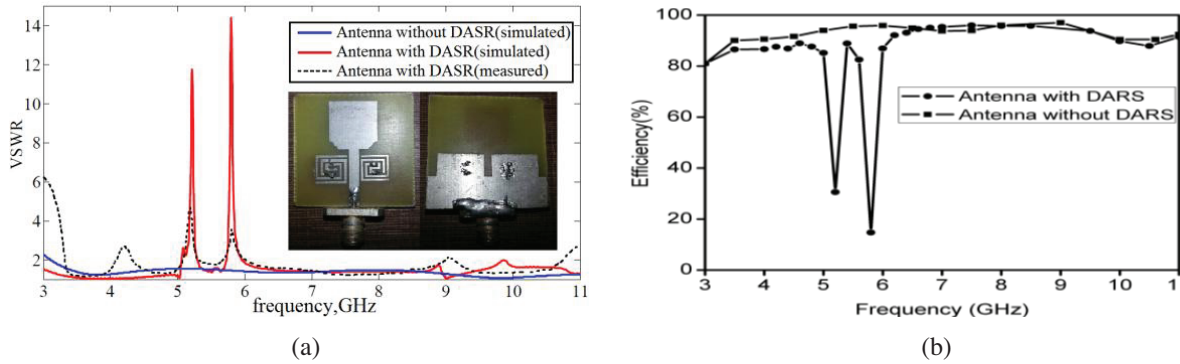 14
12
10
8
6
4
2
VSWR
Antenna without DASR(simulated)
Antenna with DASR(simulated)
Antenna with DASR(measured)
3 4 5 6 7 8 9 10 11
frequency,GHz
(a)
100
80
60
40
20
0
Efficiency(%)
Antenna with DARS
Antenna without DARS
3 4 5 6 7 8 9 10 11
Frequency (GHz)
(b)